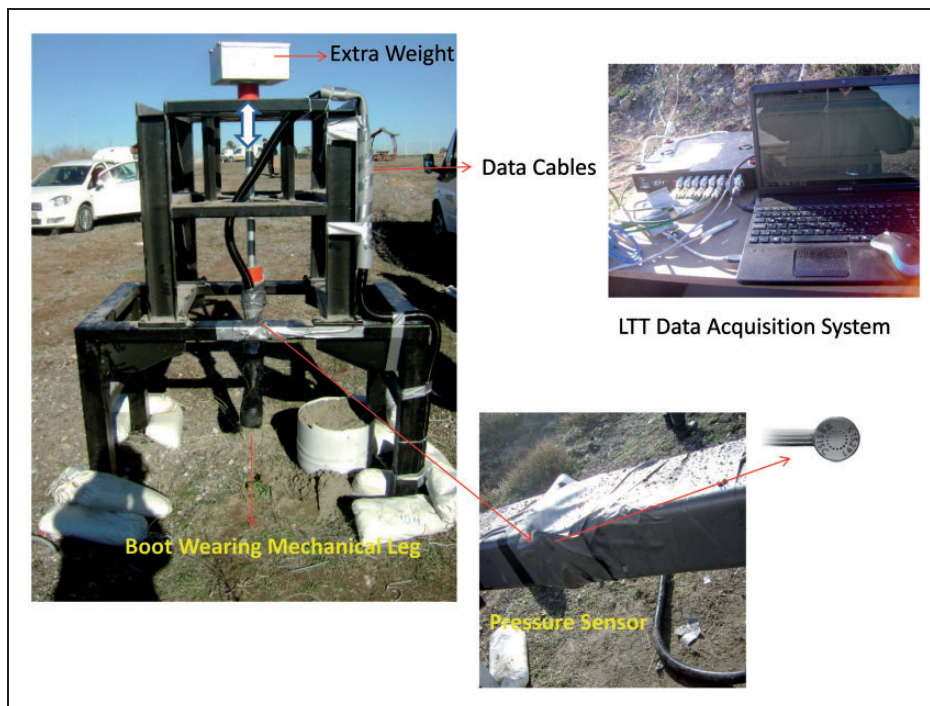 Extra Weight
Data Cables
LTT Data Acquisition System
Boot Wearing Mechanical Leg
Pressure Sensor